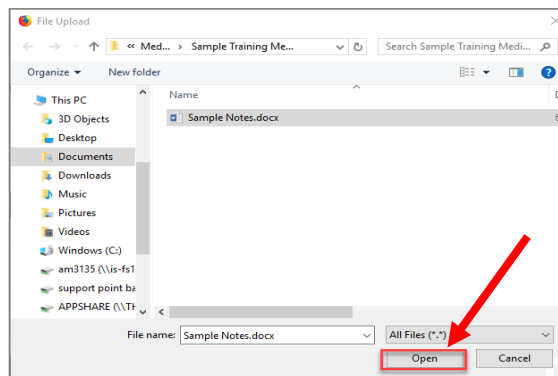 File Upload
« Med... › Sample Training Me...
Search Sample Training Medi...
Organize
New folder
?
This PC
3D Objects
Desktop
Documents
Downloads
Music
Pictures
Videos
Windows (C:)
am3135 (\\is-fs1
support point ba
APPSHARE (\\TH
Name
Sample Notes.docx
File name: Sample Notes.docx
All Files (*.*)
Open
Cancel